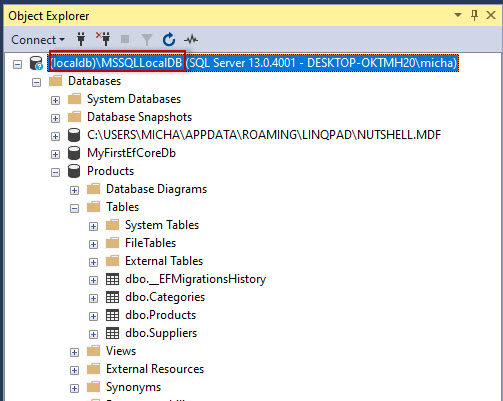 Object Explorer
Connect
(localdb)\MSSQLLocalDB (SQL Server 13.0.4001 - DESKTOP-OKTMH20\micha)
Databases
System Databases
Database Snapshots
C:\USERS\MICHA\APPDATA\ROAMING\LINQPAD\NUTSHELL.MDF
MyFirstEfCoreDb
Products
Database Diagrams
Tables
System Tables
FileTables
External Tables
dbo.__EFMigrationsHistory
dbo.Categories
dbo.Products
dbo.Suppliers
Views
External Resources
Synonyms